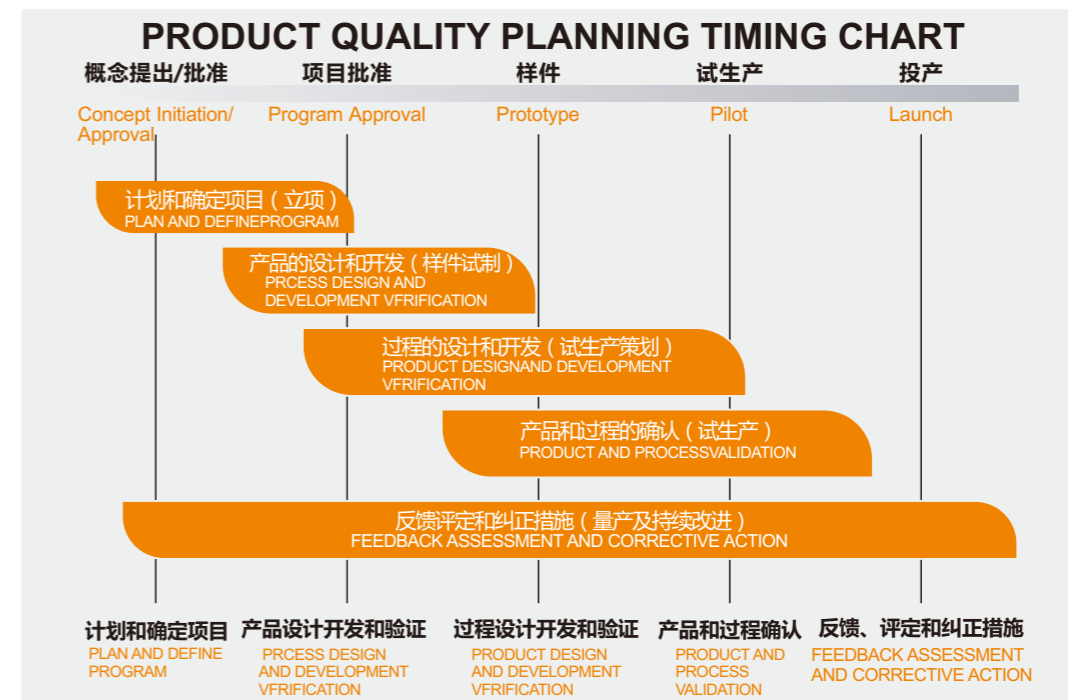 PRODUCT QUALITY PLANNING TIMING CHART
概念提出/批准
项目批准
样件
试生产
投产
Concept Initiation/
Approval
Program Approval
Prototype
Pilot
Launch
计划和确定项目（立项）
PLAN AND DEFINEPROGRAM
产品的设计和开发（样件试制）
PRCESS DESIGN AND
DEVELOPMENT VFRIFICATION
过程的设计和开发（试生产策划）
PRODUCT DESIGNAND DEVELOPMENT
VFRIFICATION
产品和过程的确认（试生产）
PRODUCT AND PROCESSVALIDATION
反馈评定和纠正措施（量产及持续改进）
FEEDBACK ASSESSMENT AND CORRECTIVE ACTION
计划和确定项目
PLAN AND DEFINE
PROGRAM
产品设计开发和验证
PRCESS DESIGN
AND DEVELOPMENT
VFRIFICATION
过程设计开发和验证
PRODUCT DESIGN
AND DEVELOPMENT
VFRIFICATION
产品和过程确认
PRODUCT AND
PROCESS
VALIDATION
反馈、评定和纠正措施
FEEDBACK ASSESSMENT
AND CORRECTIVE ACTION